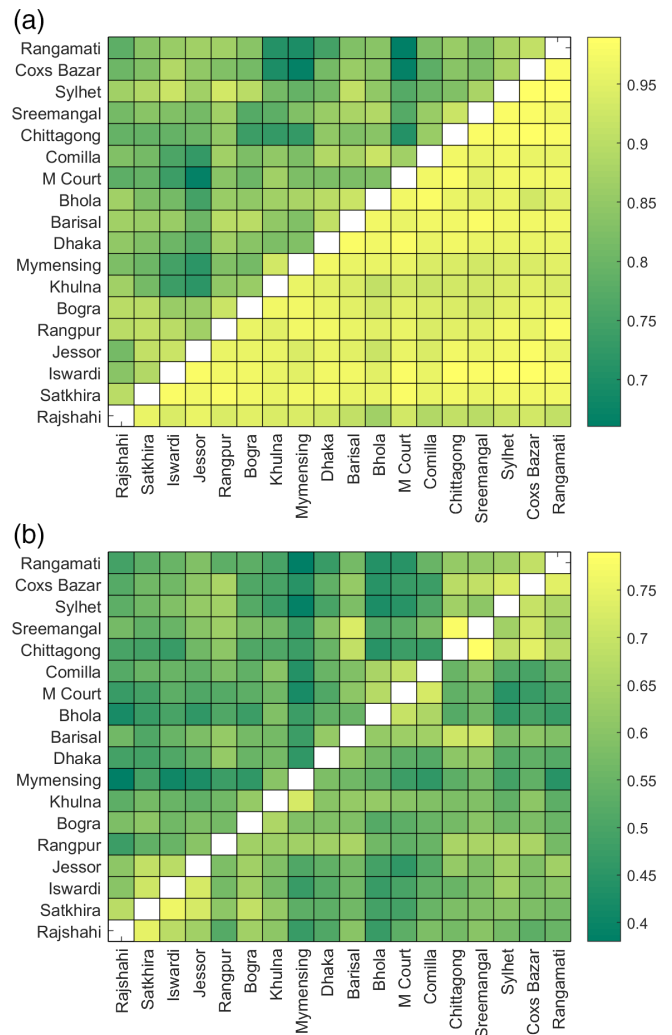 (a)
Rangamati
Coxs Bazar
Sylhet
Sreemangal
Chittagong
Comilla
M Court
Bhola
Barisal
Dhaka
Mymensing
Khulna
Bogra
Rangpur
Jessor
Iswardi
Satkhira
Rajshahi
0.95
0.9
0.85
0.8
0.75
0.7
Rajshahi
Satkhira
Iswardi
Jessor
Rangpur
Bogra
Khulna
Mymensing
Dhaka
Barisal
Bhola
M Court
Comilla
Chittagong
Sreemangal
Sylhet
Coxs Bazar
Rangamati
(b)
Rangamati
Coxs Bazar
Sylhet
Sreemangal
Chittagong
Comilla
M Court
Bhola
Barisal
Dhaka
Mymensing
Khulna
Bogra
Rangpur
Jessor
Iswardi
Satkhira
Rajshahi
0.75
0.7
0.65
0.6
0.55
0.5
0.45
0.4
Rajshahi
Satkhira
Iswardi
Jessor
Rangpur
Bogra
Khulna
Mymensing
Dhaka
Barisal
Bhola
M Court
Comilla
Chittagong
Sreemangal
Sylhet
Coxs Bazar
Rangamati